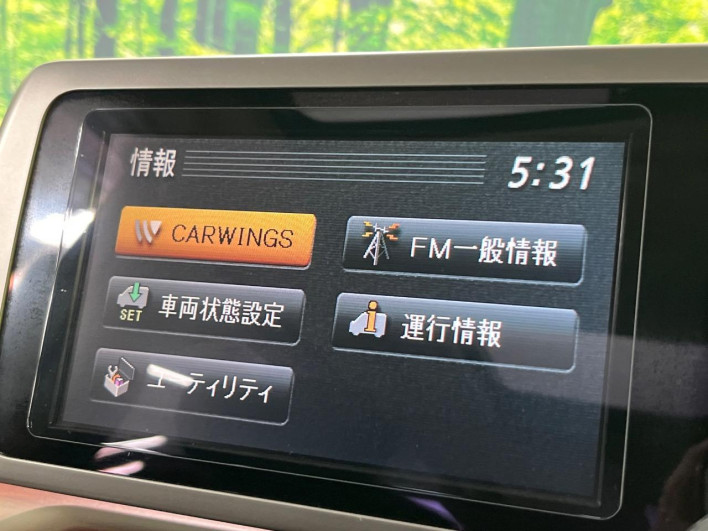 情報 5:31
CARWINGS
FM一般情報
SET 車両状態設定
運行情報
ユーティリティ